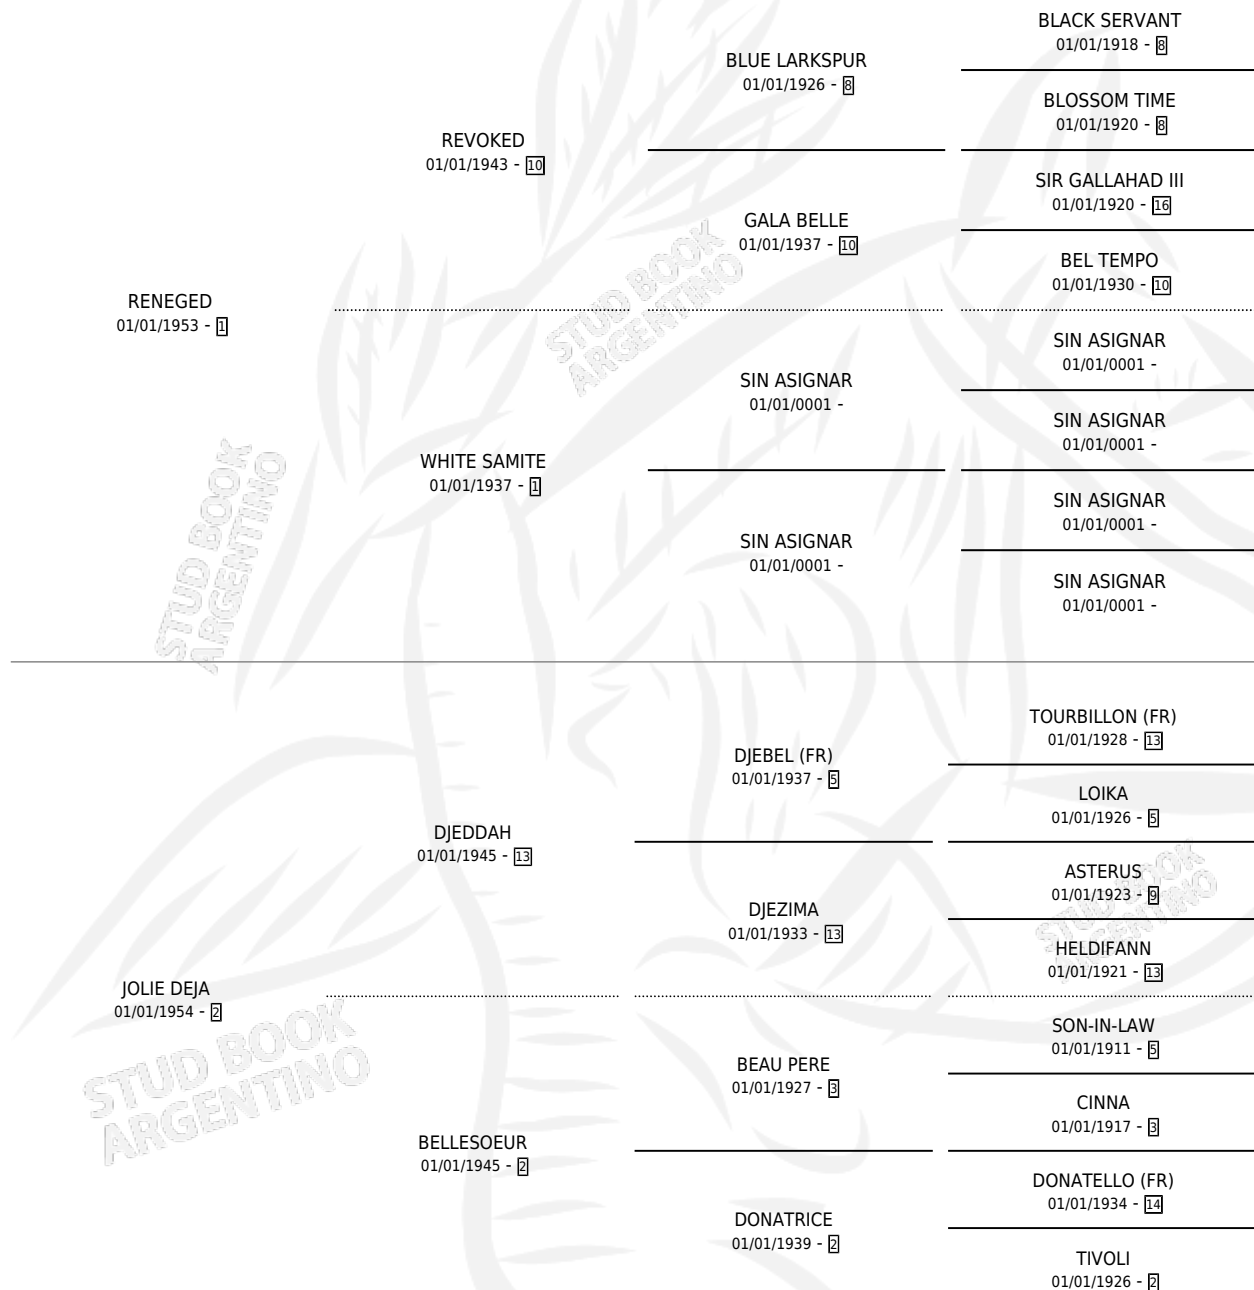 BLACK SERVANT
01/01/1918 - 8
BLUE LARKSPUR
01/01/1926 - 8
BLOSSOM TIME
01/01/1920 - 8
REVOKED
01/01/1943 - 10
SIR GALLAHAD III
01/01/1920 - 16
GALA BELLE
01/01/1937 - 10
BEL TEMPO
01/01/1930 - 10
RENEGED
01/01/1953 - 1
SIN ASIGNAR
01/01/0001 -
SIN ASIGNAR
01/01/0001 -
SIN ASIGNAR
01/01/0001 -
WHITE SAMITE
01/01/1937 - 1
SIN ASIGNAR
01/01/0001 -
SIN ASIGNAR
01/01/0001 -
SIN ASIGNAR
01/01/0001 -
STUD BOOK
ARGENTINO
STUD BOOK
ARGENTINO
TOURBILLON (FR)
01/01/1928 - 13
DJEBEL (FR)
01/01/1937 - 5
LOIKA
01/01/1926 - 5
DJEDDAH
01/01/1945 - 13
ASTERUS
01/01/1923 - 9
DJEZIMA
01/01/1933 - 13
HELDIFANN
01/01/1921 - 13
JOLIE DEJA
01/01/1954 - 2
SON-IN-LAW
01/01/1911 - 5
BEAU PERE
01/01/1927 - 3
CINNA
01/01/1917 - 3
BELLESOEUR
01/01/1945 - 2
DONATELLO (FR)
01/01/1934 - 14
DONATRICE
01/01/1939 - 2
TIVOLI
01/01/1926 - 2
STUD BOOK
ARGENTINO
STUD BOOK
ARGENTINO